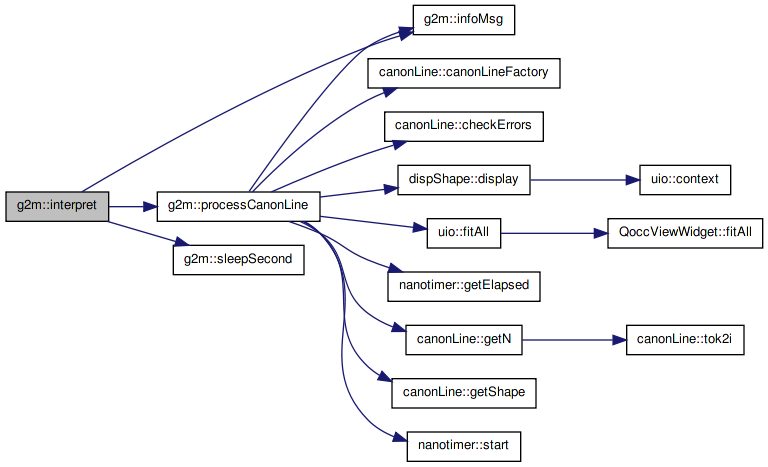 g2m::infoMsg
canonLine::canonLineFactory
canonLine::checkErrors
dispShape::display
uio::context
g2m::interpret
g2m::processCanonLine
uio::fitAll
QoccViewWidget::fitAll
g2m::sleepSecond
nanotimer::getElapsed
canonLine::getN
canonLine::tok2i
canonLine::getShape
nanotimer::start